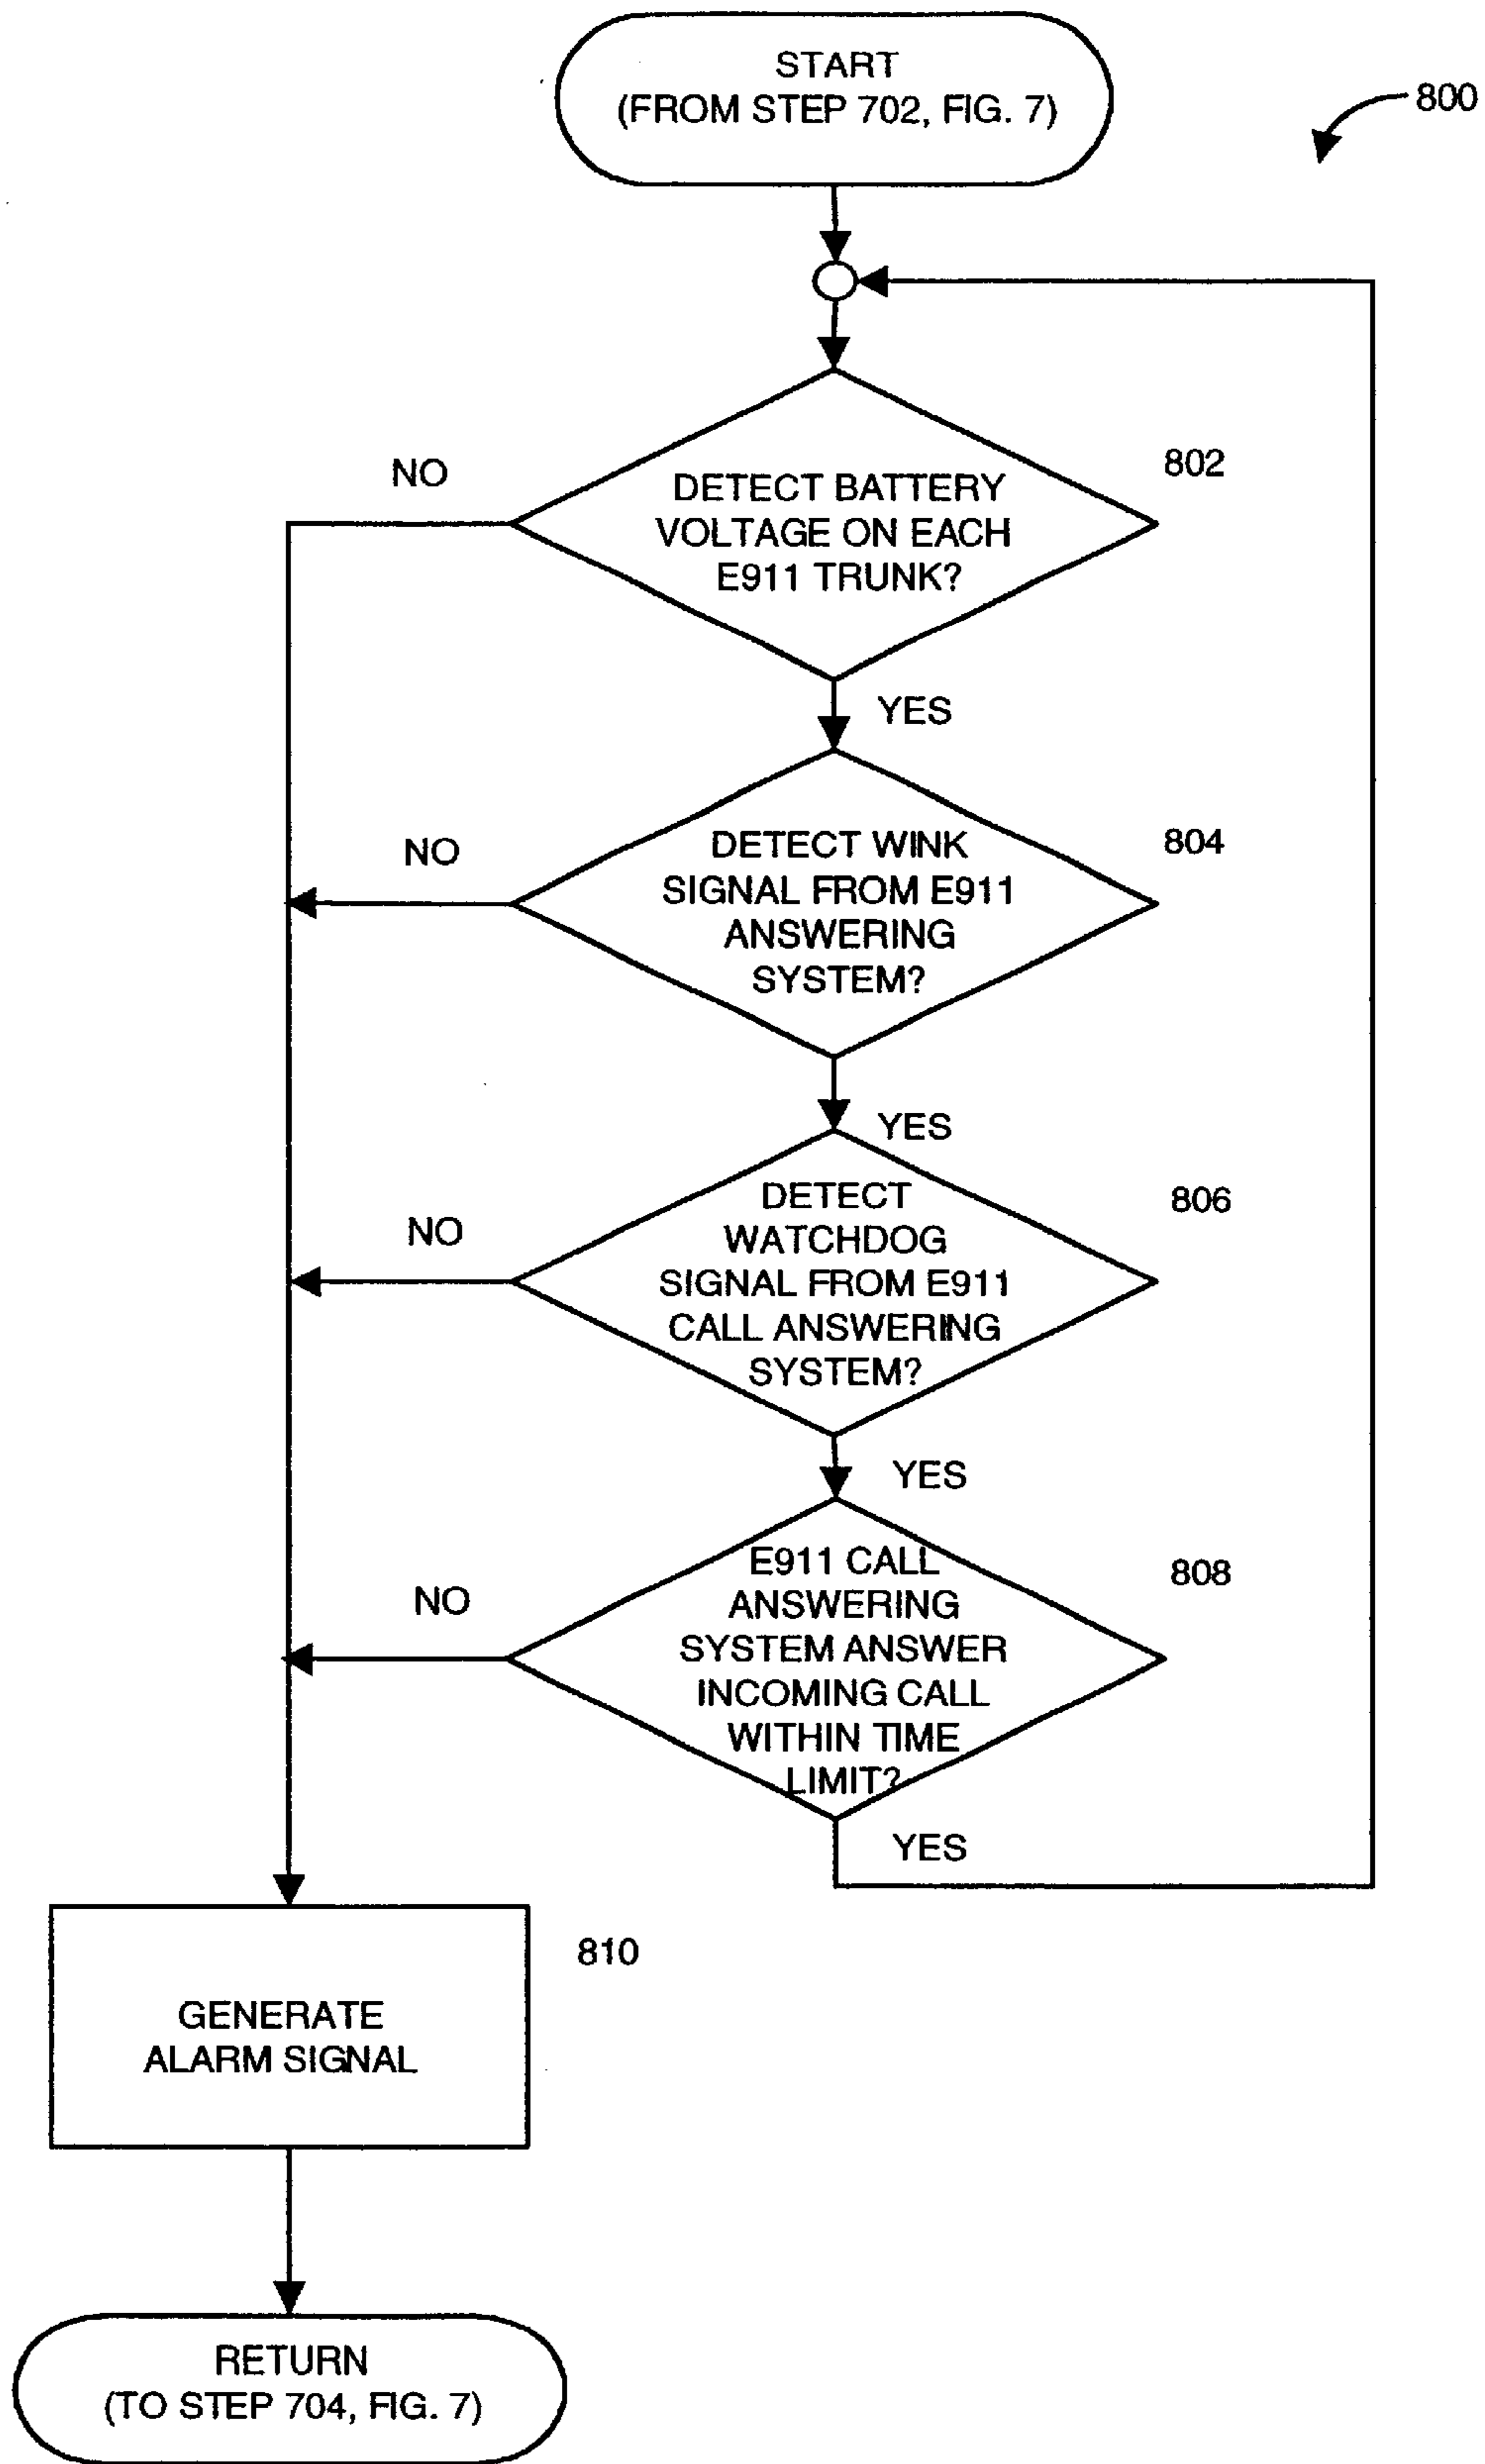 START
(FROM STEP 702, FIG. 7)
800
802
NO
DETECT BATTERY
VOLTAGE ON EACH
E911 TRUNK?
YES
804
NO
DETECT WINK
SIGNAL FROM E911
ANSWERING
SYSTEM?
YES
806
NO
DETECT
WATCHDOG
SIGNAL FROM E911
CALL ANSWERING
SYSTEM?
YES
808
NO
E911 CALL
ANSWERING
SYSTEM ANSWER
INCOMING CALL
WITHIN TIME
LIMIT?
YES
810
GENERATE
ALARM SIGNAL
RETURN
(TO STEP 704, FIG. 7)